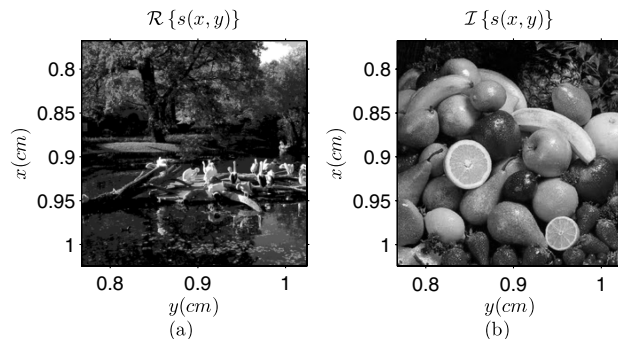 ℛ {s(x, y)}
0.8
0.85
0.9
0.95
1
x(cm)
0.8 0.9 1
y(cm)
(a)
ℐ {s(x, y)}
0.8
0.85
0.9
0.95
1
x(cm)
0.8 0.9 1
y(cm)
(b)